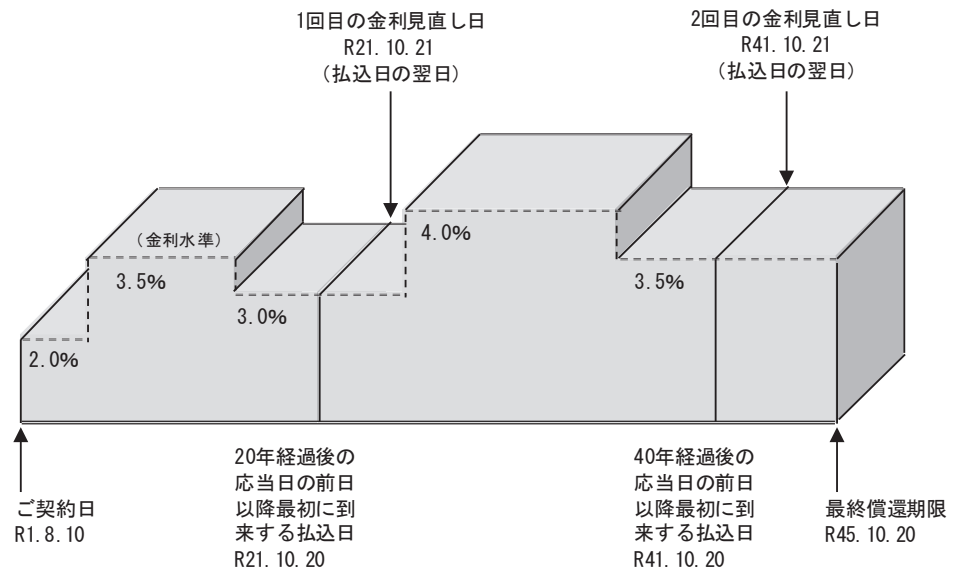 1回目の金利見直し日
R21.10.21
（払込日の翌日）
2回目の金利見直し日
R41.10.21
（払込日の翌日）
（金利水準）
2.0%
3.5%
3.0%
4.0%
3.5%
ご契約日
R1.8.10
20年経過後の
応当日の前日
以降最初に到
来する払込日
R21.10.20
40年経過後の
応当日の前日
以降最初に到
来する払込日
R41.10.20
最終償還期限
R45.10.20